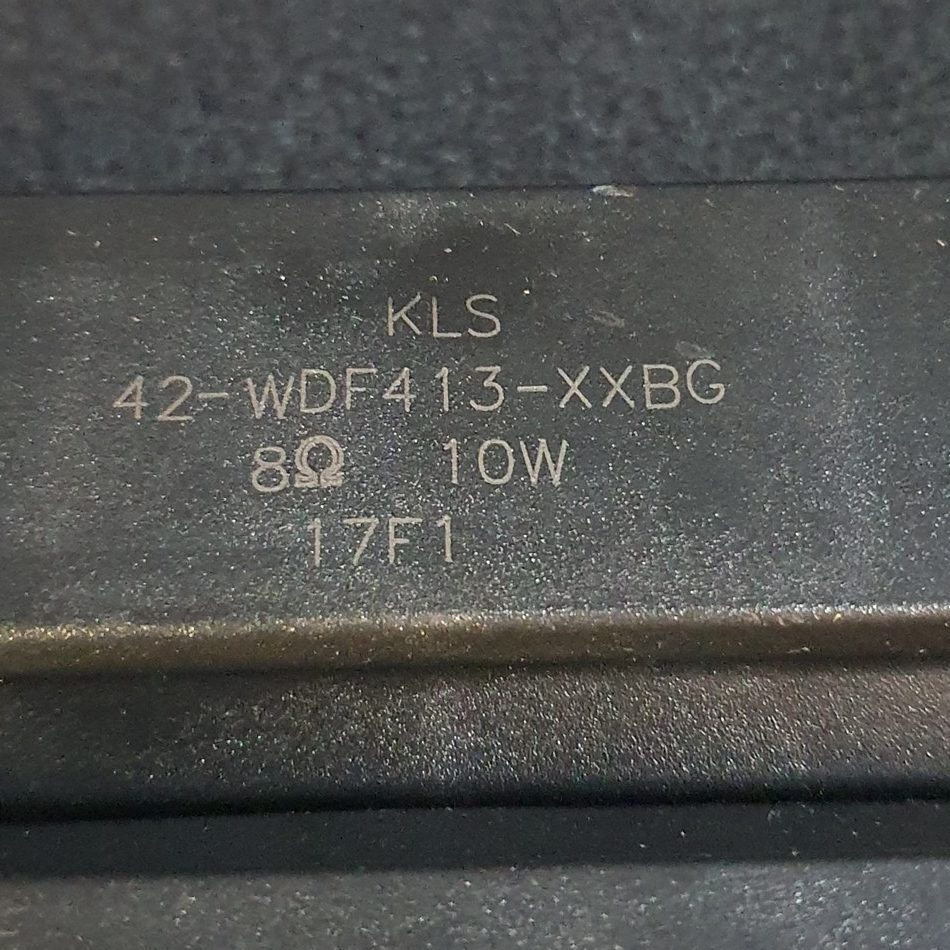 KLS
42-WDF413-XXBG
8Ω 10W
17F1